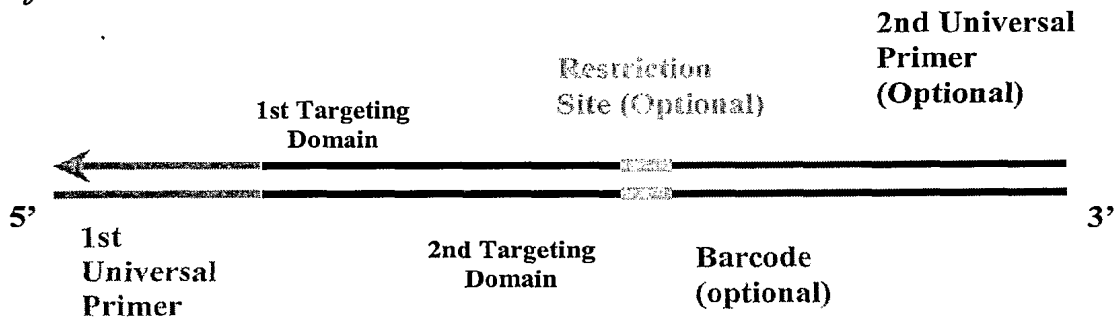 2nd Universal
Primer
(Optional)
Restriction
Site (Optional)
1st Targeting
Domain
5’
3’
1st
Universal
Primer
2nd Targeting
Domain
Barcode
(optional)